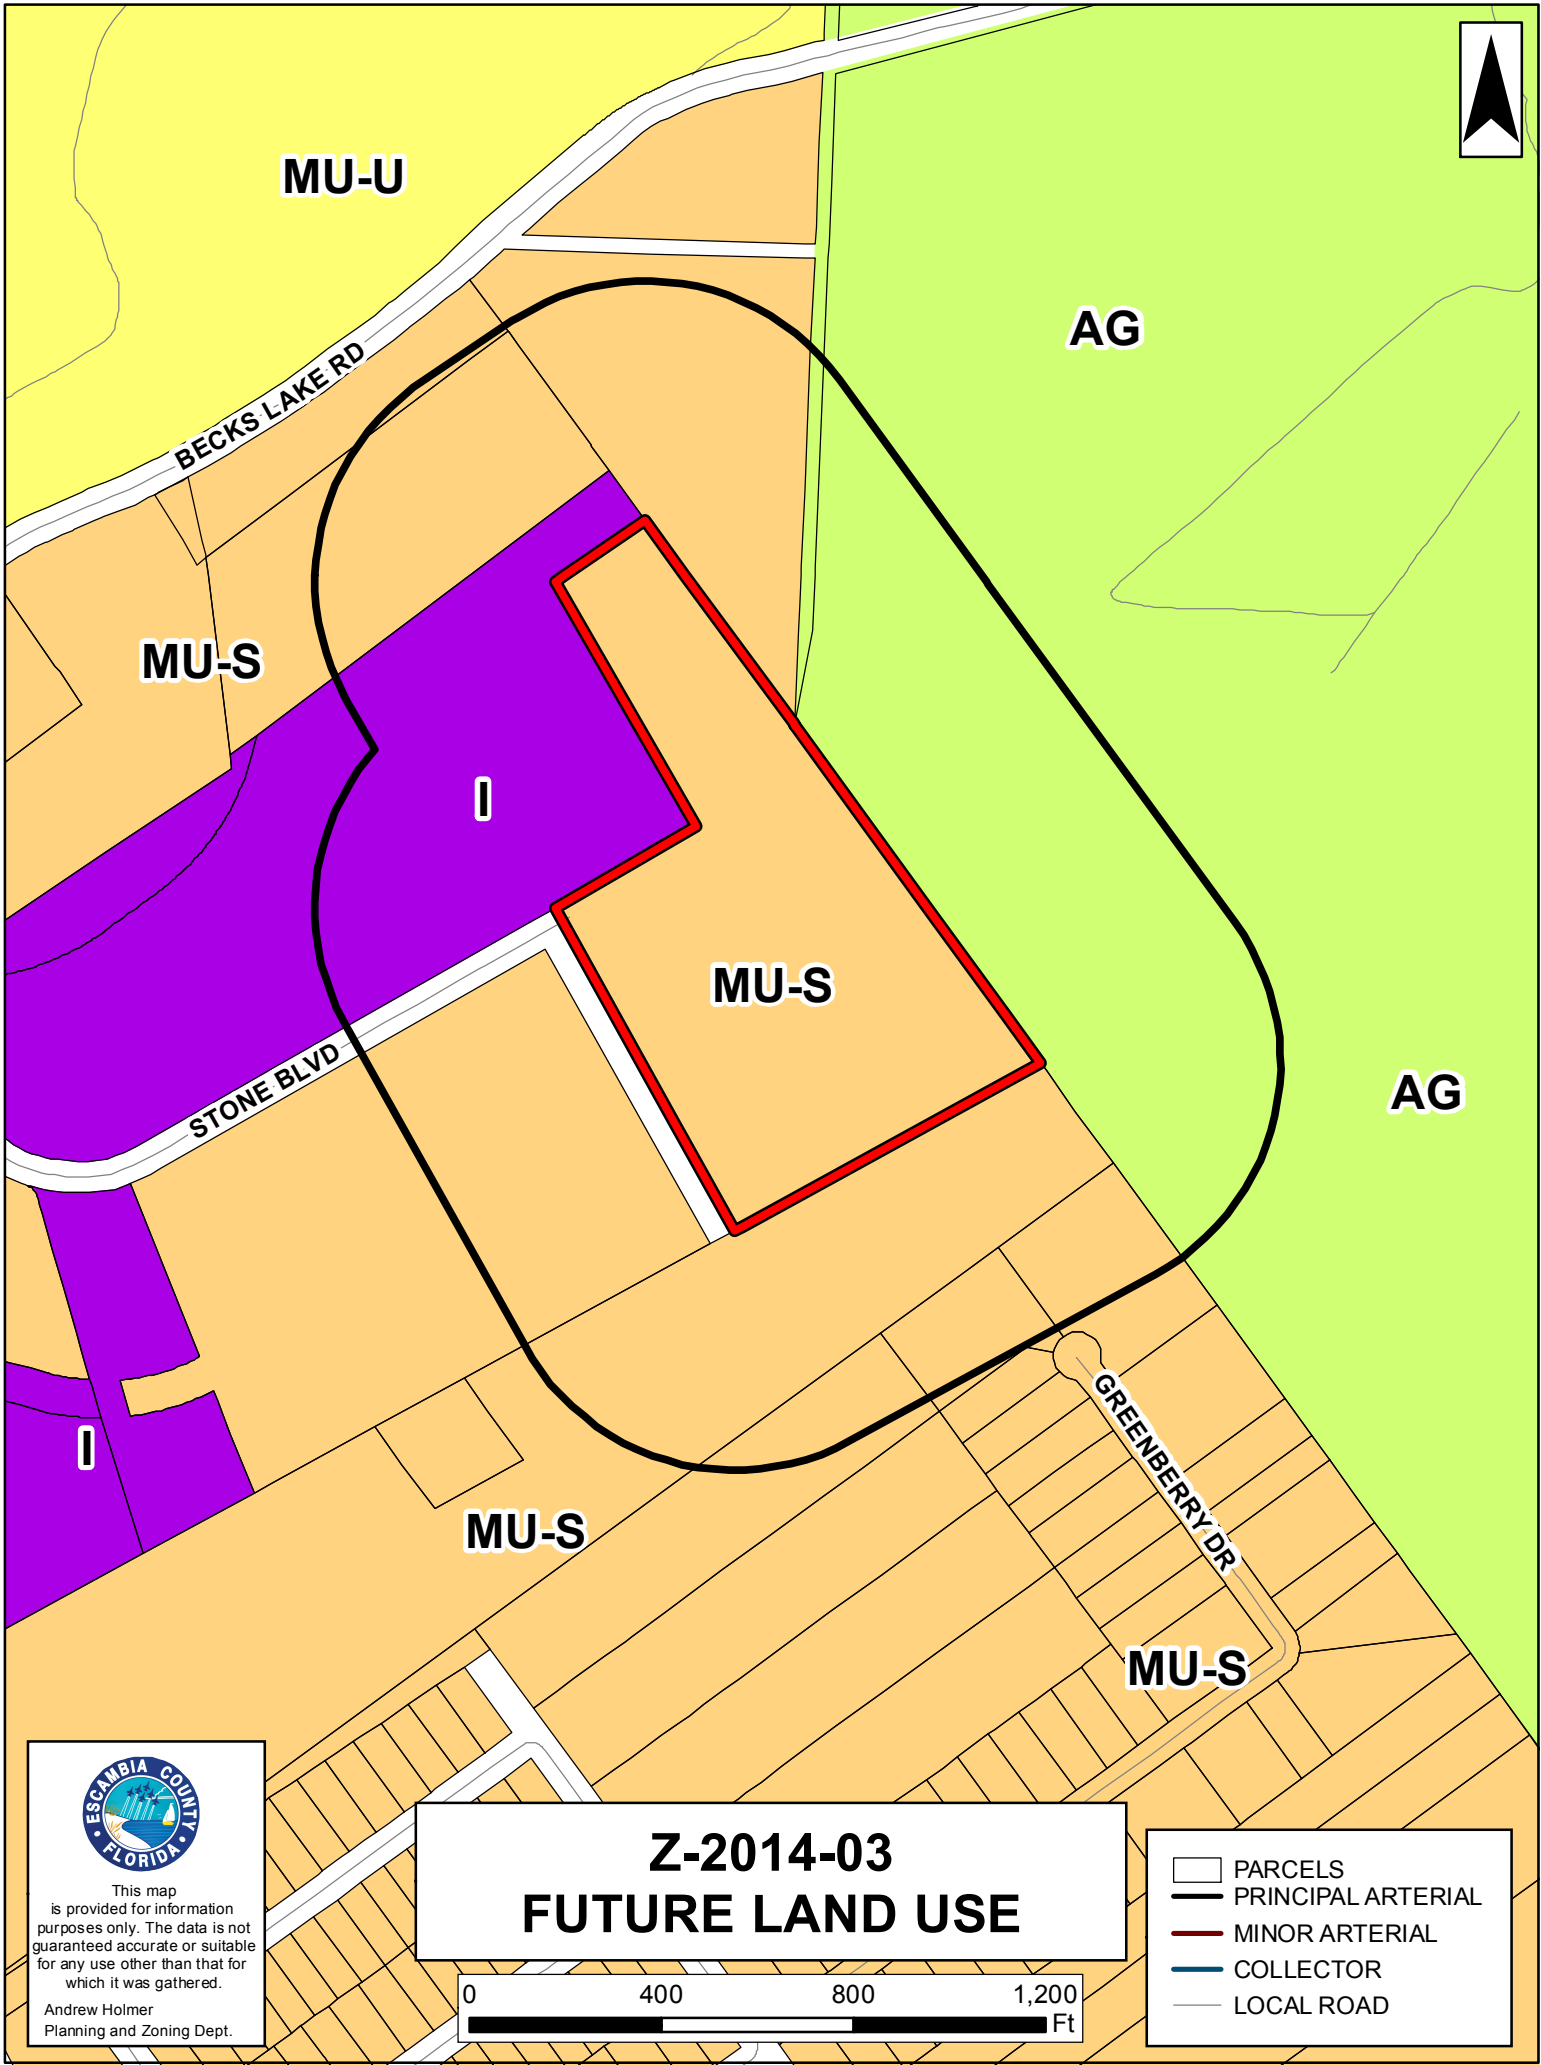 MU-U
AG
BECKS LAKE RD
MU-S
I
MU-S
STONE BLVD
AG
GREENBERRY DR
I
MU-S
MU-S
ESCAMBIA COUNTY
• FLORIDA •
This map
is provided for information
purposes only. The data is not
guaranteed accurate or suitable
for any use other than that for
which it was gathered.
Andrew Holmer
Planning and Zoning Dept.
Z-2014-03
FUTURE LAND USE
0 400 800 1,200
Ft
PARCELS
PRINCIPAL ARTERIAL
MINOR ARTERIAL
COLLECTOR
LOCAL ROAD